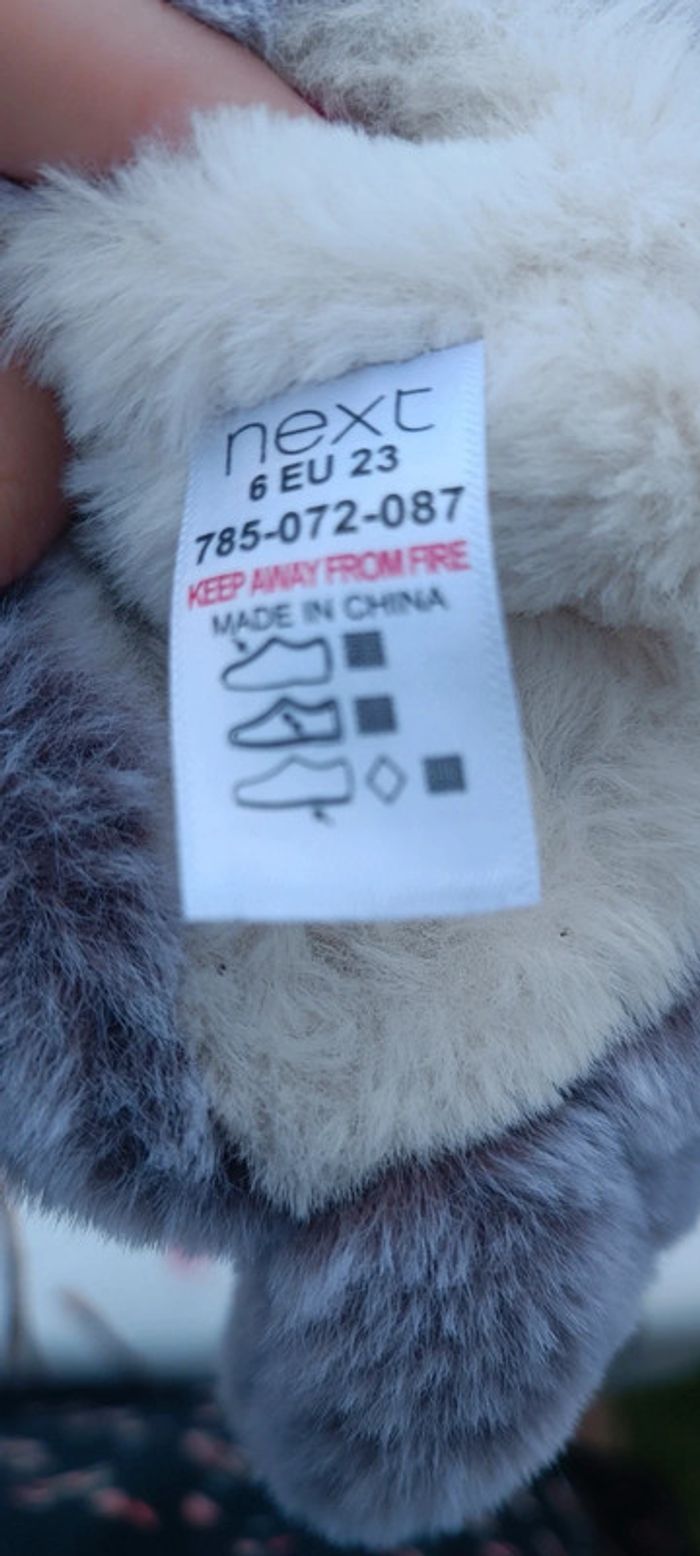 next
6 EU 23
785-072-087
KEEP AWAY FROM FIRE
MADE IN CHINA